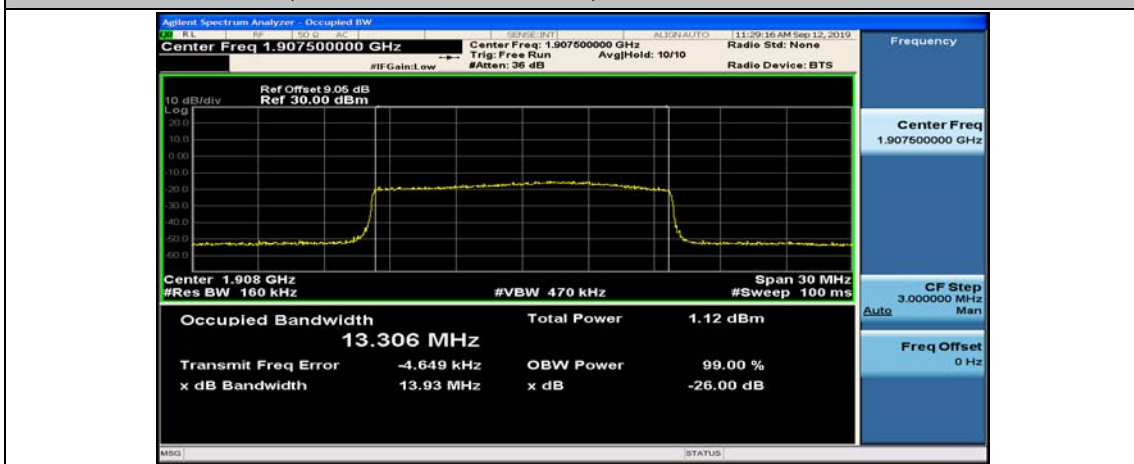 Agilent Spectrum Analyzer - Occupied BW
RL RF 50 Ω AC SENSE:INT ALIGN AUTO 11:29:16 AM Sep 12, 2019
Center Freq 1.907500000 GHz
Center Freq: 1.907500000 GHz
Radio Std: None
Trig: Free Run Avg|Hold: 10/10
#IFGain:Low #Atten: 36 dB Radio Device: BTS
Ref Offset 9.05 dB
10 dB/div Ref 30.00 dBm
Log
20.0
10.0
0.00
-10.0
-20.0
-30.0
-40.0
-50.0
-60.0
Center 1.908 GHz Span 30 MHz
#Res BW 160 kHz #VBW 470 kHz #Sweep 100 ms
Occupied Bandwidth Total Power 1.12 dBm
13.306 MHz
Transmit Freq Error -4.649 kHz OBW Power 99.00 %
x dB Bandwidth 13.93 MHz x dB -26.00 dB
Frequency
Center Freq
1.907500000 GHz
CF Step
3.000000 MHz
Auto Man
Freq Offset
0 Hz
MSG STATUS